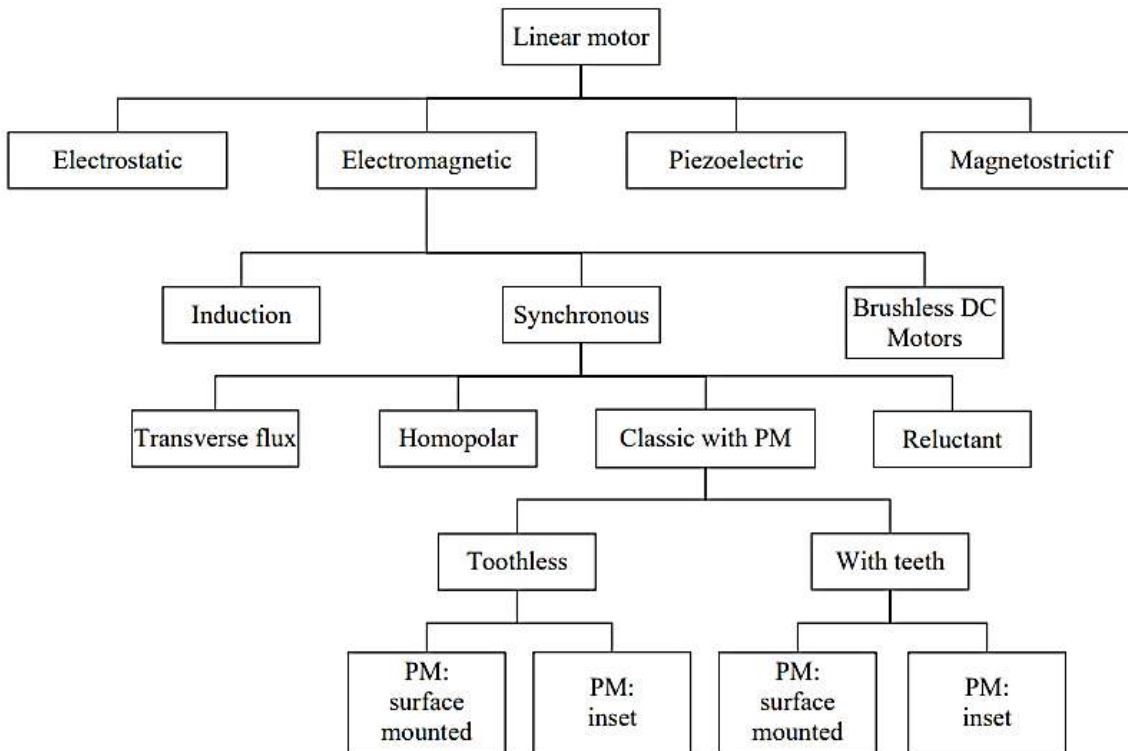 Linear motor
Electrostatic
Electromagnetic
Piezoelectric
Magnetostrictif
Induction
Synchronous
Brushless DC
Motors
Transverse flux
Homopolar
Classic with PM
Reluctant
Toothless
With teeth
PM:
surface
mounted
PM:
inset
PM:
surface
mounted
PM:
inset